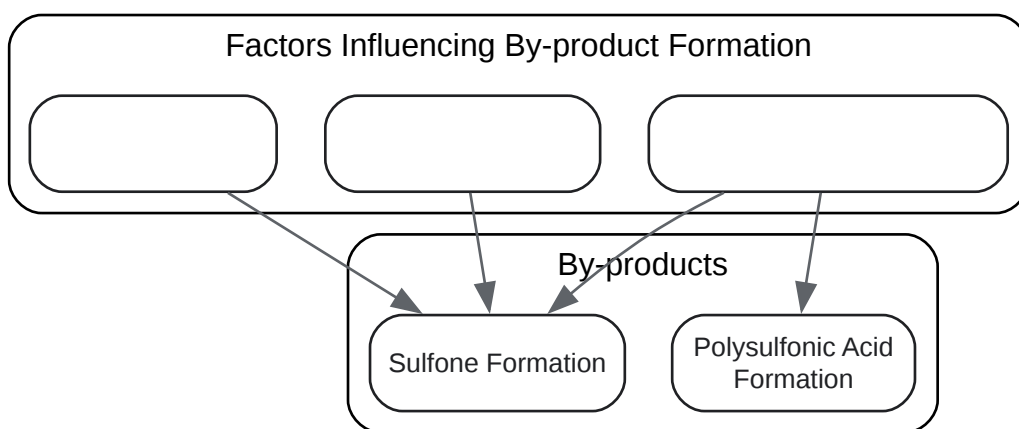 Factors Influencing By-product Formation
By-products
Sulfone Formation
Polysulfonic Acid
Formation